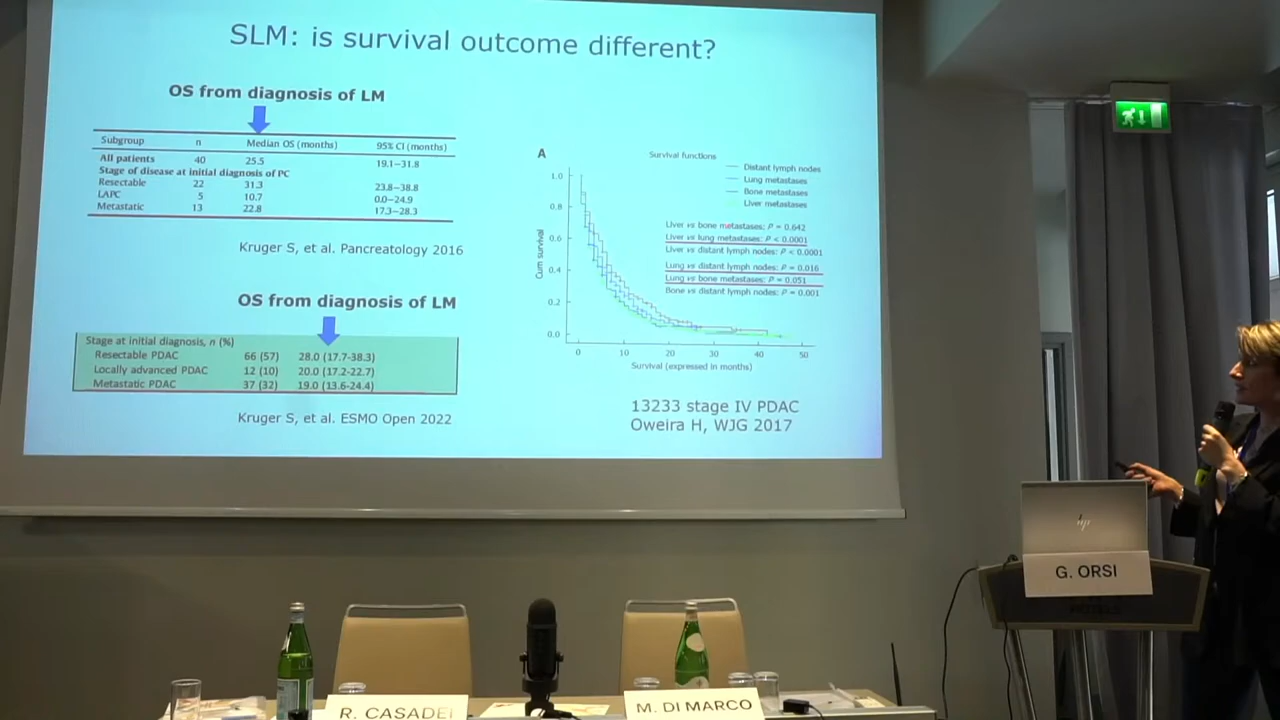 SLM: is survival outcome different?
OS from diagnosis of LM
Subgroup n Median OS (months) 95% CI (months)
All patients 40 25.5 19.1–31.8
Stage of disease at initial diagnosis of PC
Resectable 22 31.3 23.8–38.8
LAPC 5 10.7 0.0–24.9
Metastatic 13 22.8 17.3–28.3
Kruger S, et al. Pancreatology 2016
OS from diagnosis of LM
Stage at initial diagnosis, n (%)
Resectable PDAC 66 (57) 28.0 (17.7-38.3)
Locally advanced PDAC 12 (10) 20.0 (17.2-22.7)
Metastatic PDAC 37 (32) 19.0 (13.6-24.4)
Kruger S, et al. ESMO Open 2022
A
Survival functions
Distant lymph nodes
Lung metastases
Bone metastases
Liver metastases
Liver vs bone metastases: P = 0.642
Liver vs lung metastases: P < 0.0001
Liver vs distant lymph nodes: P < 0.0001
Lung vs distant lymph nodes: P = 0.016
Lung vs bone metastases: P = 0.051
Bone vs distant lymph nodes: P = 0.001
Cum survival
1.0
0.8
0.6
0.4
0.2
0.0
0 10 20 30 40 50
Survival (expressed in months)
13233 stage IV PDAC
Oweira H, WJG 2017
hp
G. ORSI
R. CASADEI
M. DI MARCO